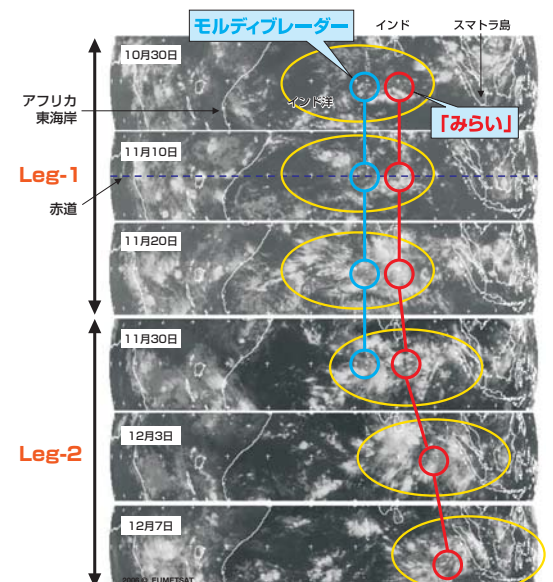 モルディブレーダー
インド
スマトラ島
10月30日
インド洋
アフリカ
東海岸
「みらい」
11月10日
Leg-1
赤道
11月20日
11月30日
12月3日
Leg-2
12月7日
2006 © EUMETSAT